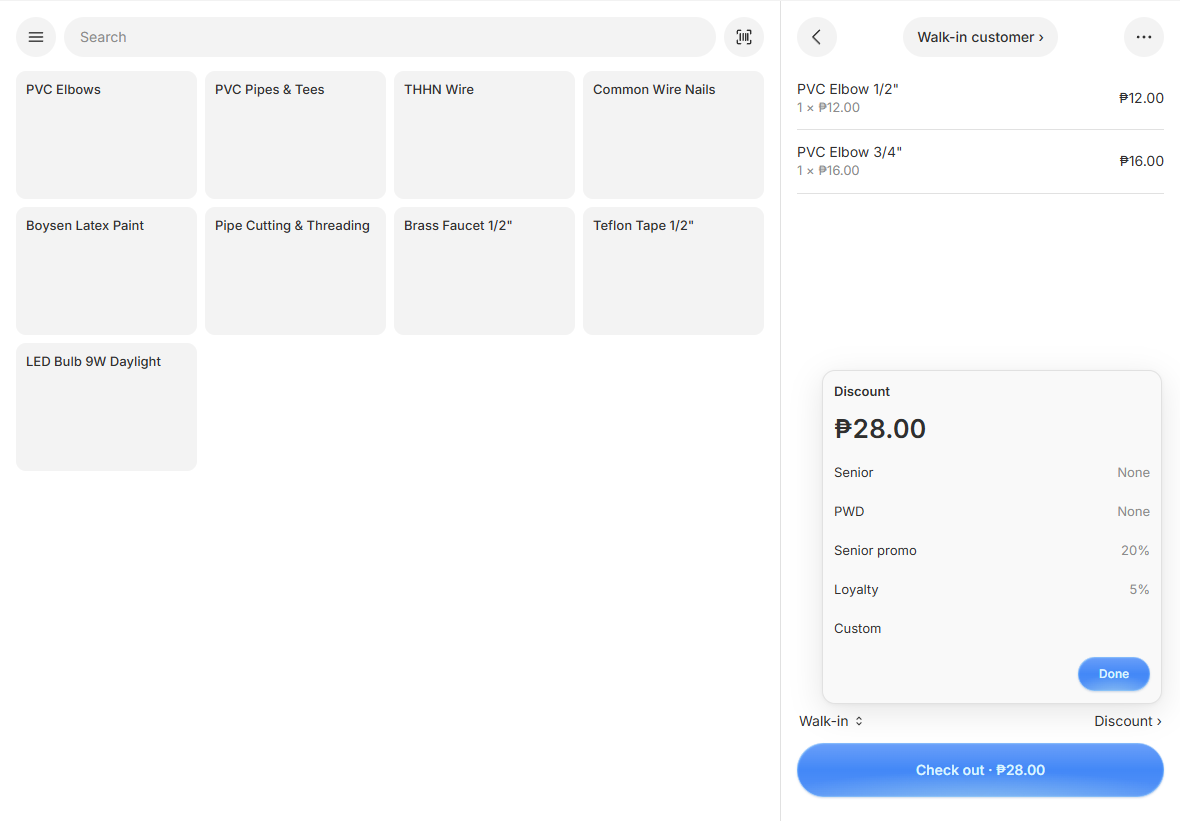 Search
PVC Elbows
PVC Pipes & Tees
THHN Wire
Common Wire Nails
Boysen Latex Paint
Pipe Cutting & Threading
Brass Faucet 1/2"
Teflon Tape 1/2"
LED Bulb 9W Daylight
Walk-in customer ›
PVC Elbow 1/2"
1 × ₱12.00
₱12.00
PVC Elbow 3/4"
1 × ₱16.00
₱16.00
Discount
₱28.00
Senior None
PWD None
Senior promo 20%
Loyalty 5%
Custom
Done
Walk-in
Discount ›
Check out · ₱28.00